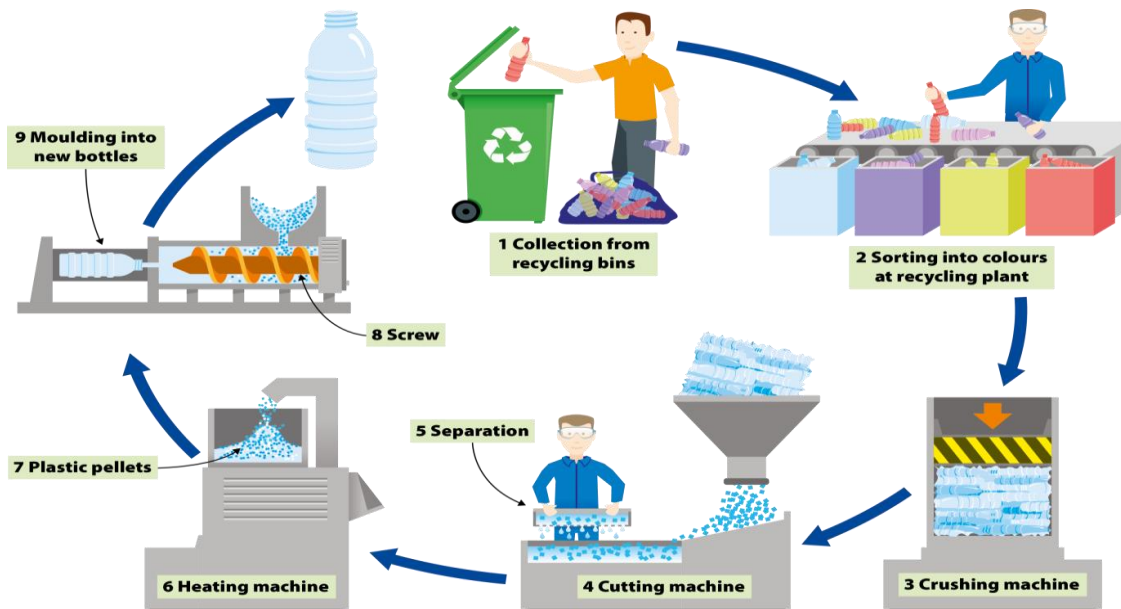 1 Collection from
recycling bins
2 Sorting into colours
at recycling plant
3 Crushing machine
4 Cutting machine
5 Separation
6 Heating machine
7 Plastic pellets
8 Screw
9 Moulding into
new bottles